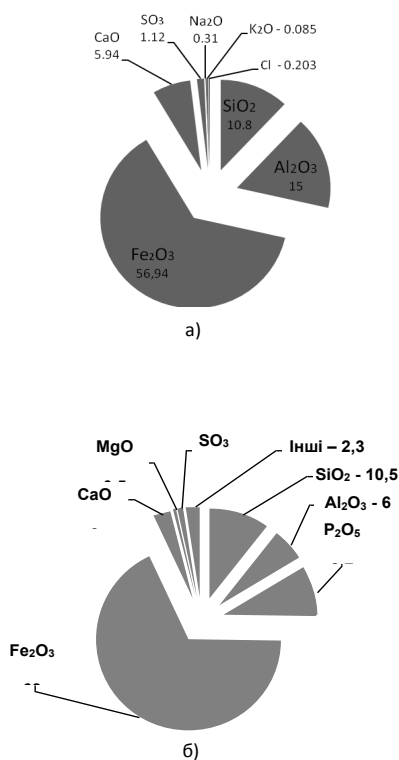 SO₃
1.12
Na₂O
0.31
K₂O - 0.085
CaO
5.94
Cl - 0.203
SiO₂
10.8
Al₂O₃
15
Fe₂O₃
56,94
а)
MgO
SO₃
Інші – 2,3
SiO₂ - 10,5
CaO
Al₂O₃ - 6
P₂O₅
Fe₂O₃
б)